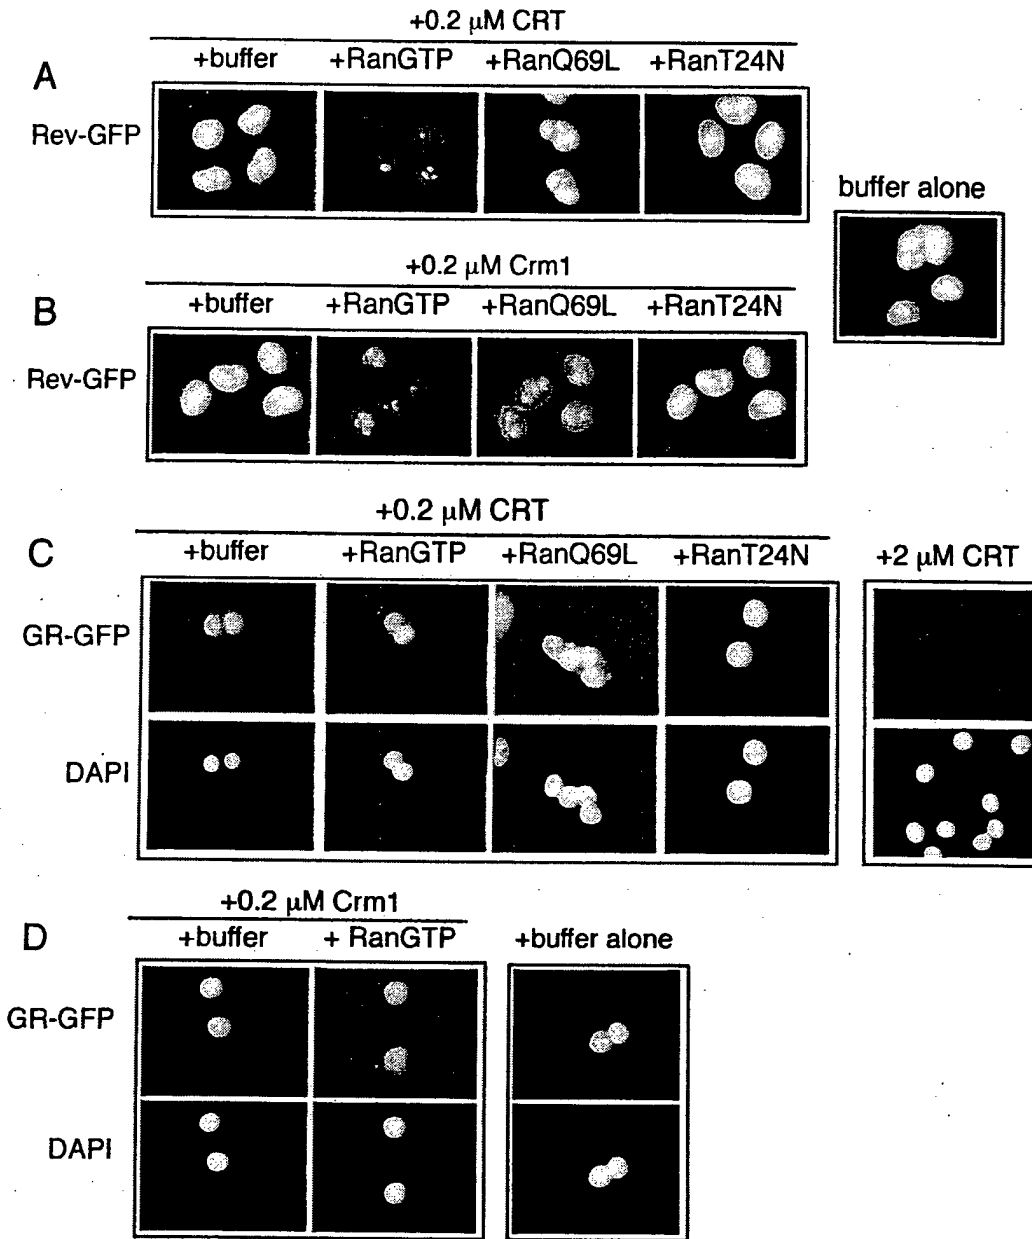 +0.2 μM CRT
A
+buffer +RanGTP +RanQ69L +RanT24N
Rev-GFP
buffer alone
+0.2 μM Crm1
B
+buffer +RanGTP +RanQ69L +RanT24N
Rev-GFP
+0.2 μM CRT
C
+buffer +RanGTP +RanQ69L +RanT24N +2 μM CRT
GR-GFP
DAPI
+0.2 μM Crm1
D
+buffer + RanGTP +buffer alone
GR-GFP
DAPI